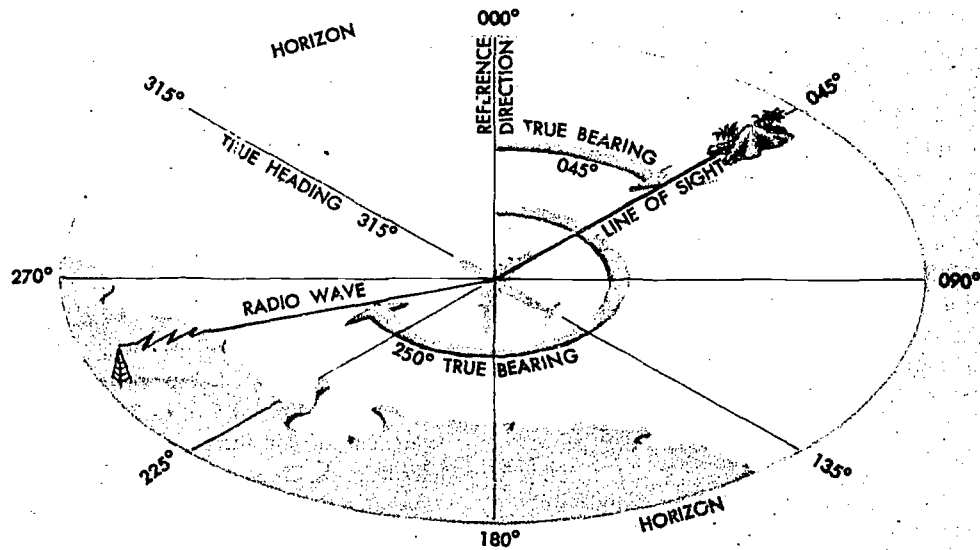 000°
HORIZON
REFERENCE
DIRECTION
315°
045°
TRUE BEARING
045°
TRUE HEADING 315°
LINE OF SIGHT
270°
090°
RADIO WAVE
250° TRUE BEARING
225°
135°
HORIZON
180°